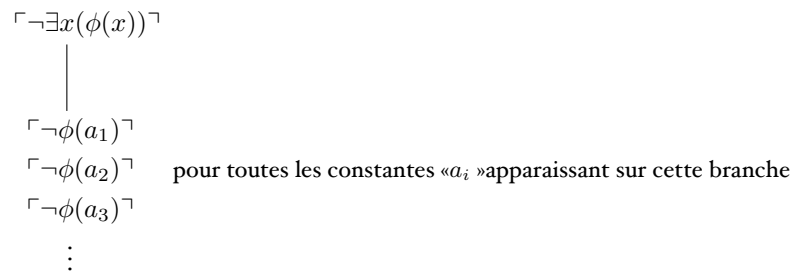 ⌜¬∃x(ϕ(x))⌝
⌜¬ϕ(a₁)⌝
⌜¬ϕ(a₂)⌝ pour toutes les constantes «aᵢ »apparaissant sur cette branche
⌜¬ϕ(a₃)⌝
⋮